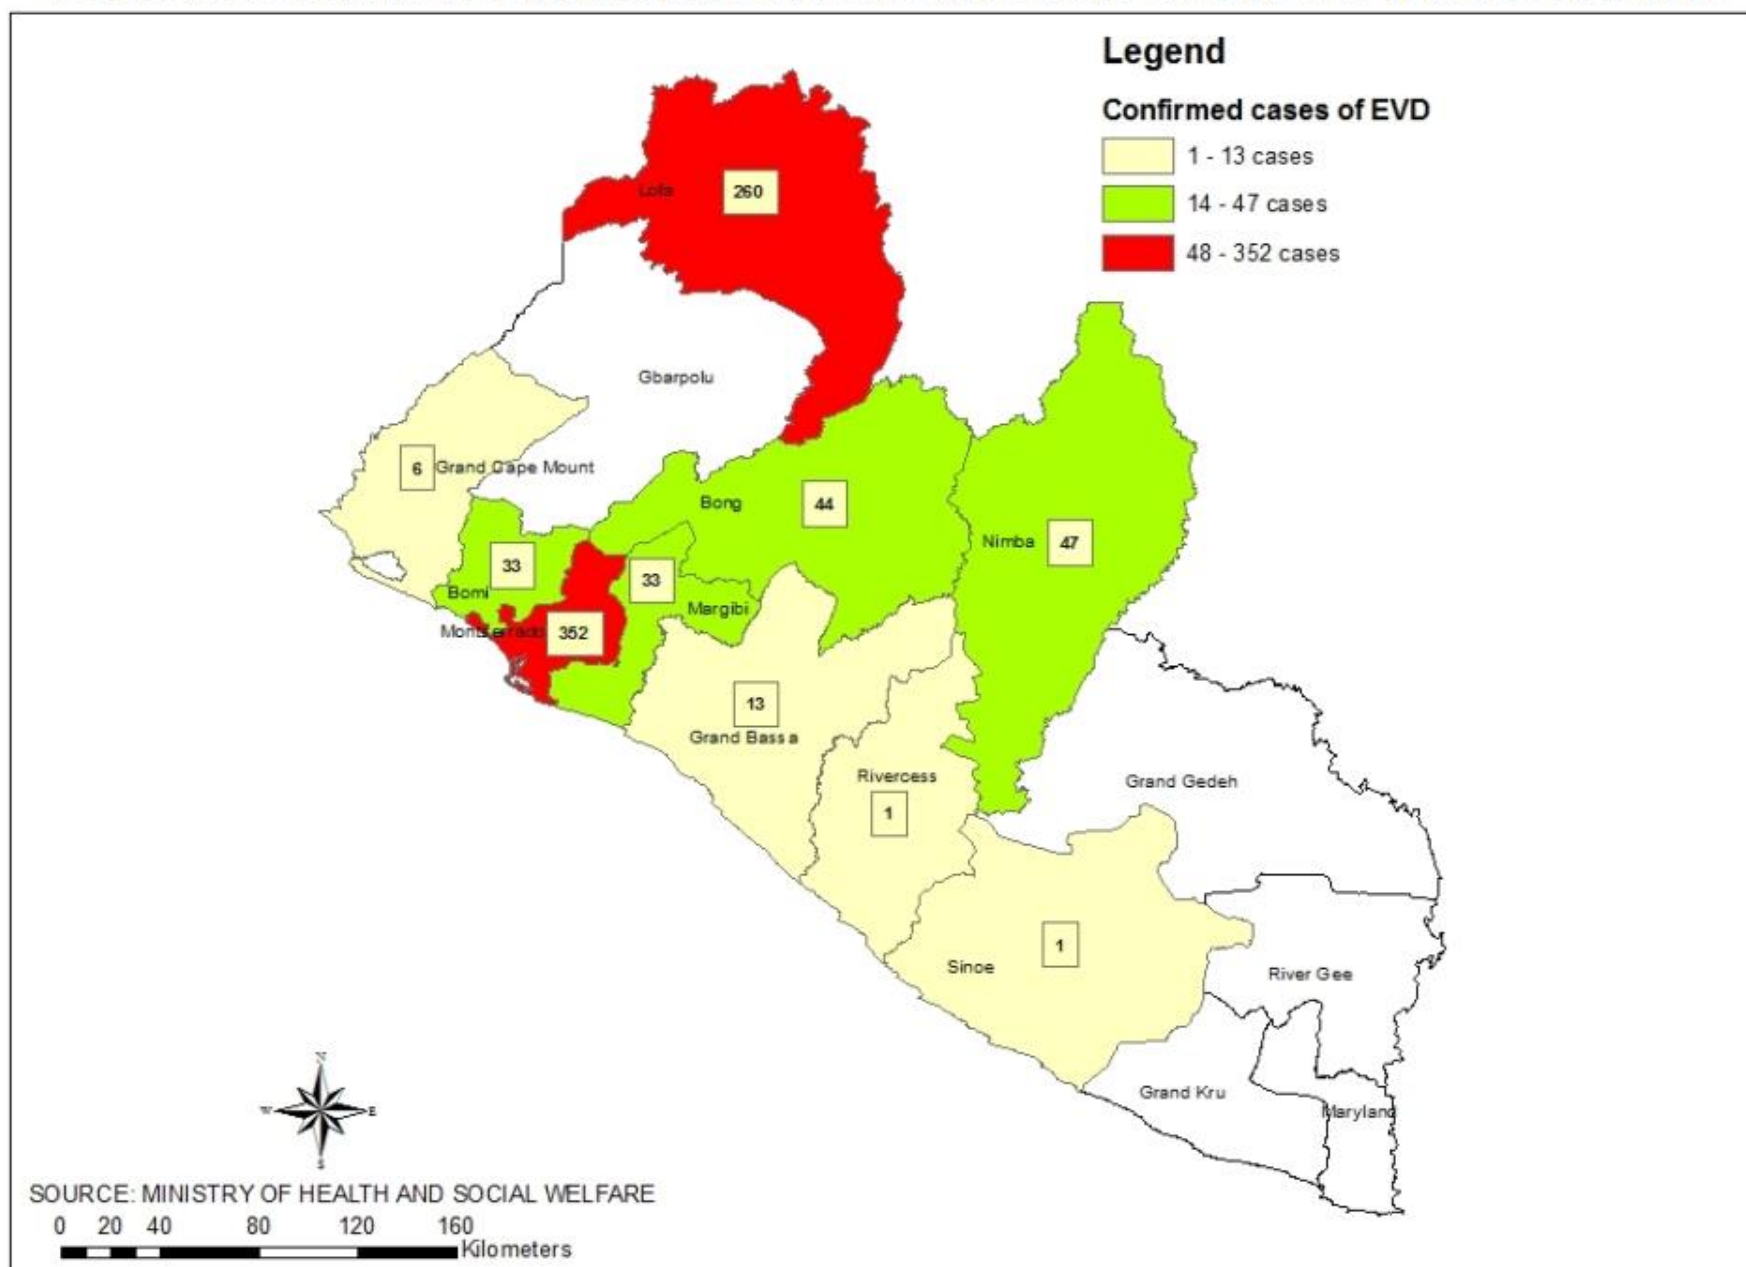 Legend
Confirmed cases of EVD
1 - 13 cases
14 - 47 cases
48 - 352 cases
Lofa
260
Gbarpolu
6
Grand Cape Mount
Bong
44
Nimba
47
33
Bomi
33
Margibi
Montserrado
352
13
Grand Bassa
Rivercess
1
Grand Gedeh
1
Sinoe
River Gee
Grand Kru
Maryland
N
W
E
S
SOURCE: MINISTRY OF HEALTH AND SOCIAL WELFARE
0 20 40 80 120 160
Kilometers